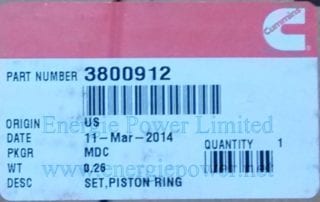 Cummins
PART NUMBER 3800912
ORIGIN US
Energie Power Limited
DATE 11-Mar-2014
PKGR MDC QUANTITY 1
www.energiepower.net
WT 0,26
DESC SET,PISTON RING